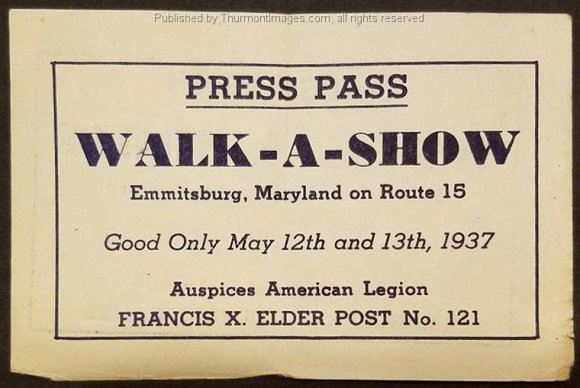 Published by ThurmontImages.com, all rights reserved.
PRESS PASS
WALK-A-SHOW
Emmitsburg, Maryland on Route 15
Good Only May 12th and 13th, 1937
Auspices American Legion
FRANCIS X. ELDER POST No. 121